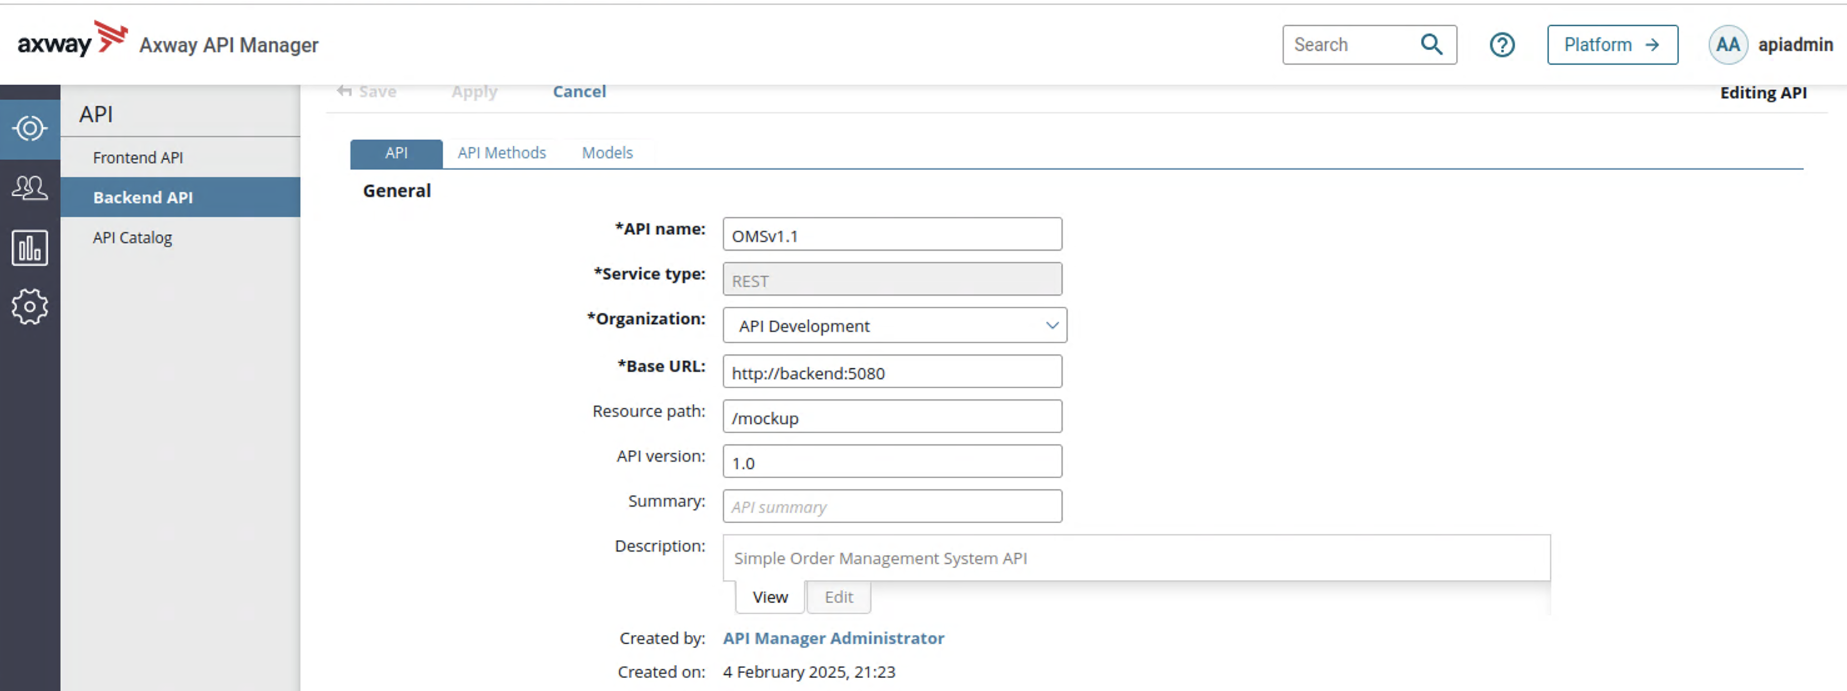 axway Axway API Manager Search Platform → AA apiadmin
Save Apply Cancel Editing API
API
Frontend API
Backend API
API Catalog
API API Methods Models
General
*API name: OMSv1.1
*Service type: REST
*Organization: API Development
*Base URL: http://backend:5080
Resource path: /mockup
API version: 1.0
Summary: API summary
Description: Simple Order Management System API
View Edit
Created by: API Manager Administrator
Created on: 4 February 2025, 21:23